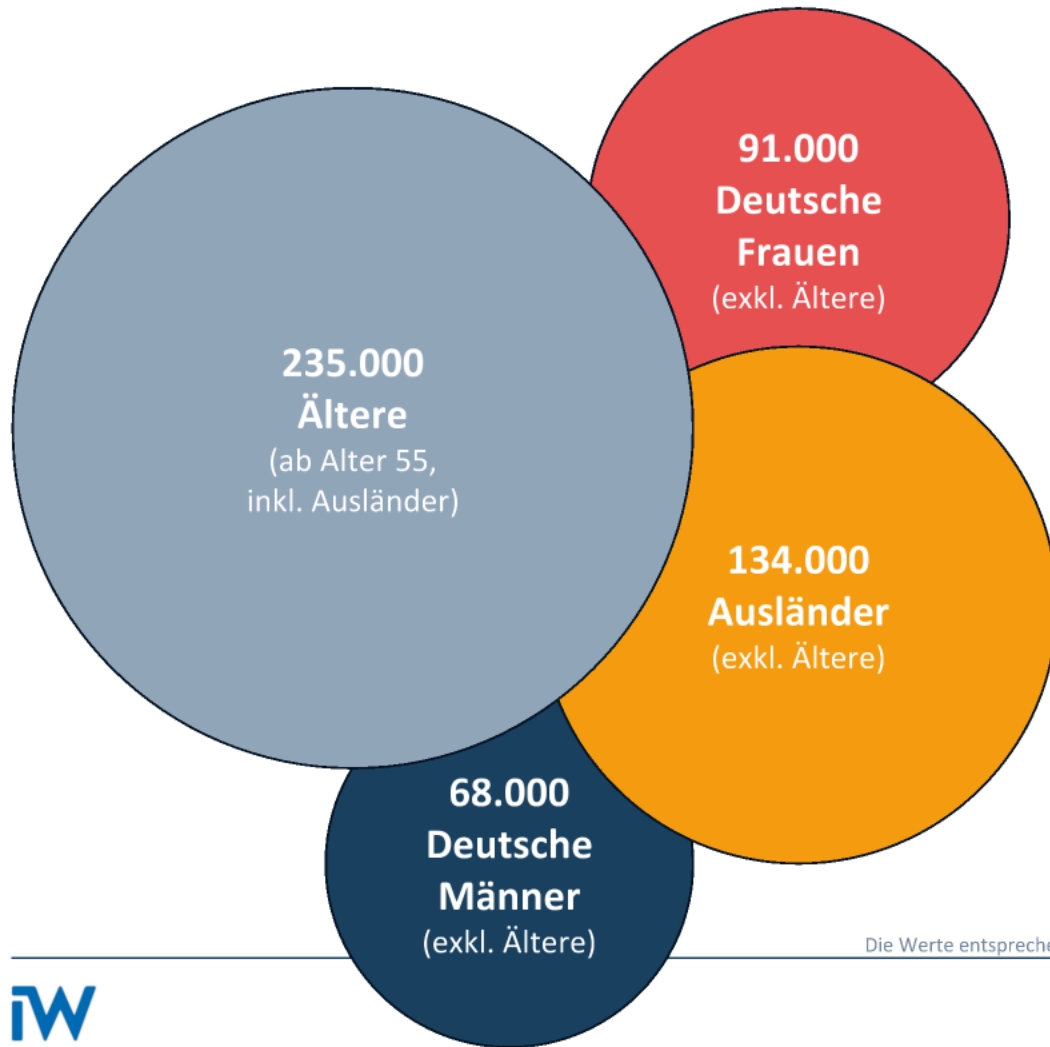 91.000
Deutsche
Frauen
(exkl. Ältere)
235.000
Ältere
(ab Alter 55,
inkl. Ausländer)
134.000
Ausländer
(exkl. Ältere)
68.000
Deutsche
Männer
(exkl. Ältere)
Die Werte entspreche
iW